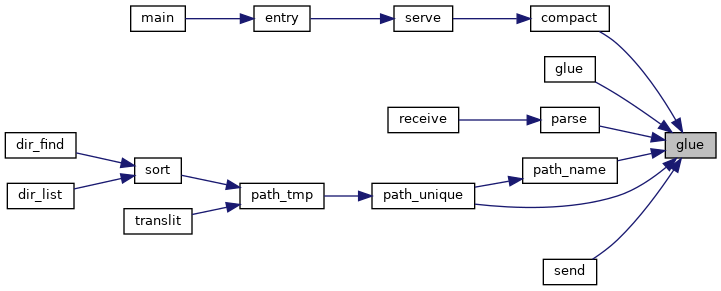 main
entry
serve
compact
glue
receive
parse
glue
dir_find
sort
path_name
dir_list
path_tmp
path_unique
translit
send